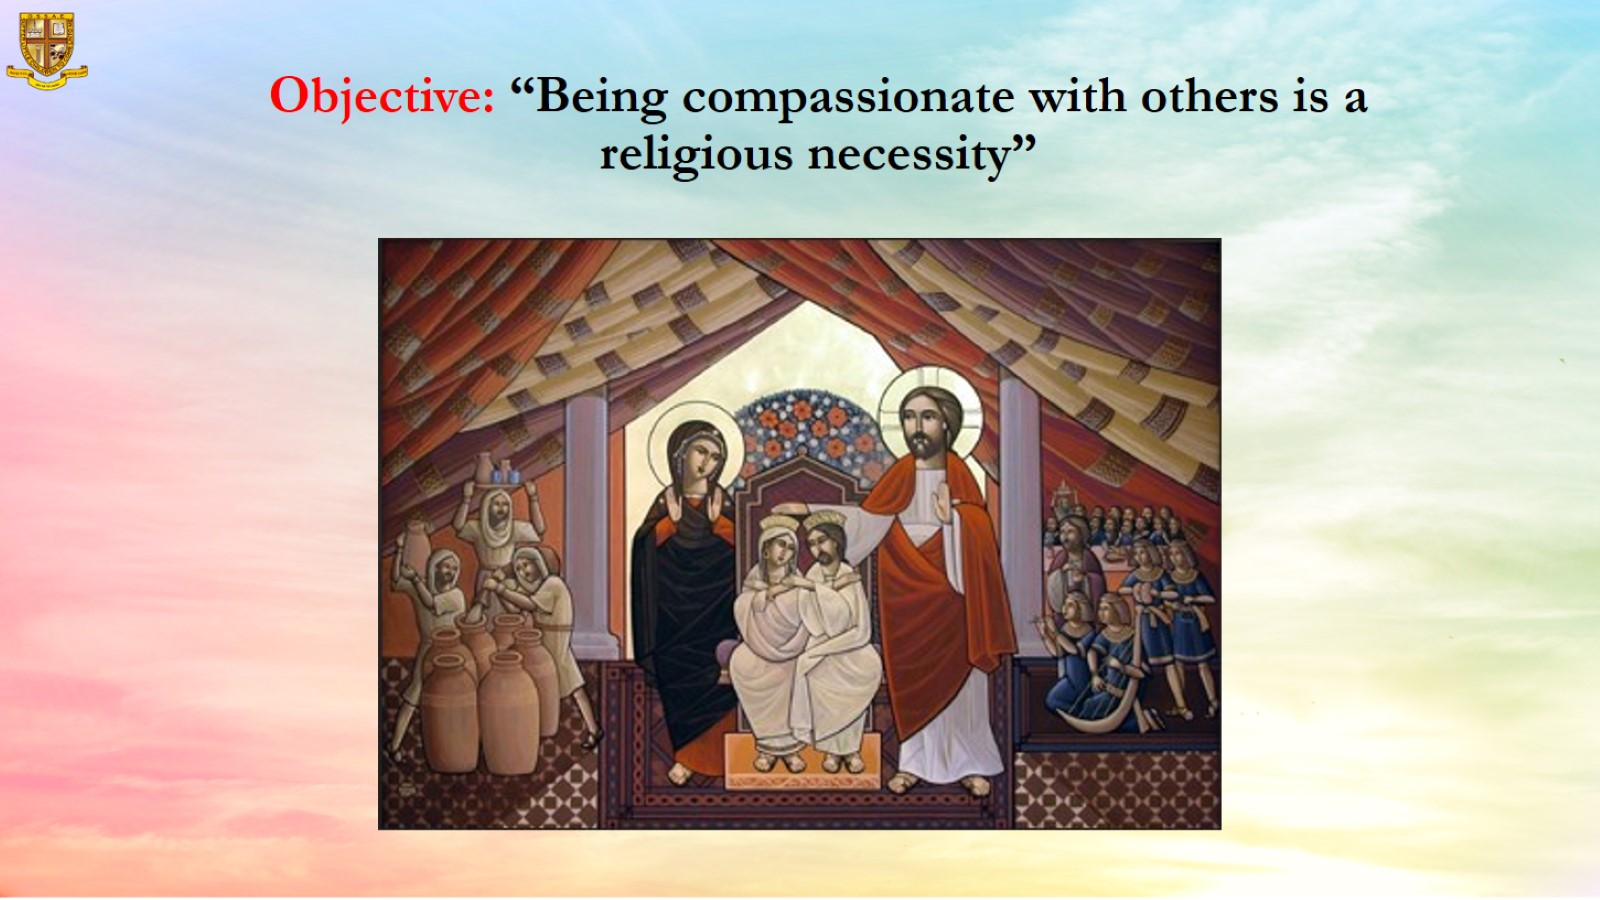 Objective: “Being compassionate with others is a
religious necessity”